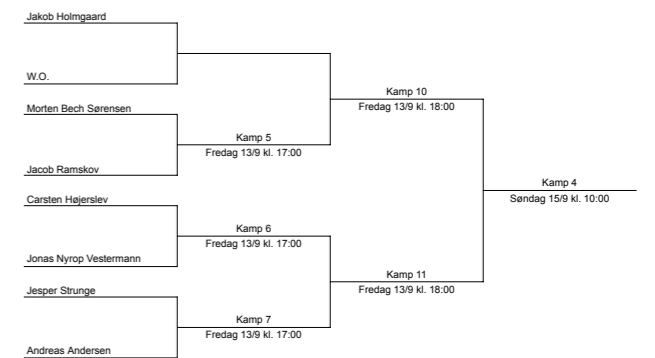 Jakob Holmgaard
W.O.
Kamp 10
Fredag 13/9 kl. 18:00
Morten Bech Sørensen
Kamp 5
Fredag 13/9 kl. 17:00
Jacob Ramskov
Kamp 4
Søndag 15/9 kl. 10:00
Carsten Højerslev
Kamp 6
Fredag 13/9 kl. 17:00
Jonas Nyrop Vestermann
Kamp 11
Fredag 13/9 kl. 18:00
Jesper Strunge
Kamp 7
Fredag 13/9 kl. 17:00
Andreas Andersen